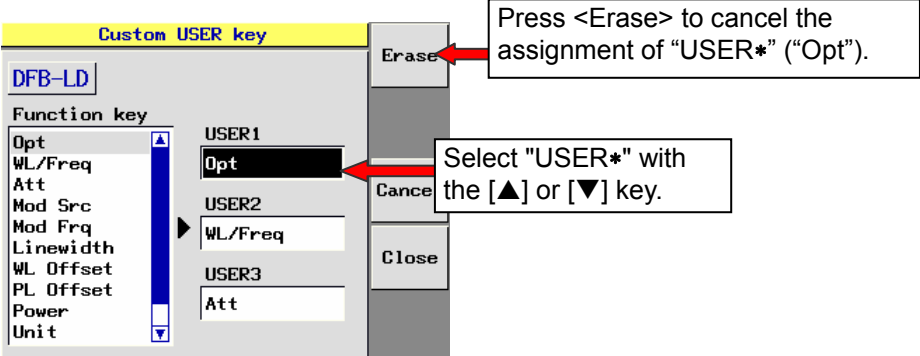 Custom USER key
Erase
Press <Erase> to cancel the
assignment of “USER*” (“Opt”).
DFB-LD
Function key
Opt
WL/Freq
Att
Mod Src
Mod Frq
Linewidth
WL Offset
PL Offset
Power
Unit
USER1
Opt
USER2
WL/Freq
USER3
Att
Select "USER*" with
the [▲] or [▼] key.
Cance
Close